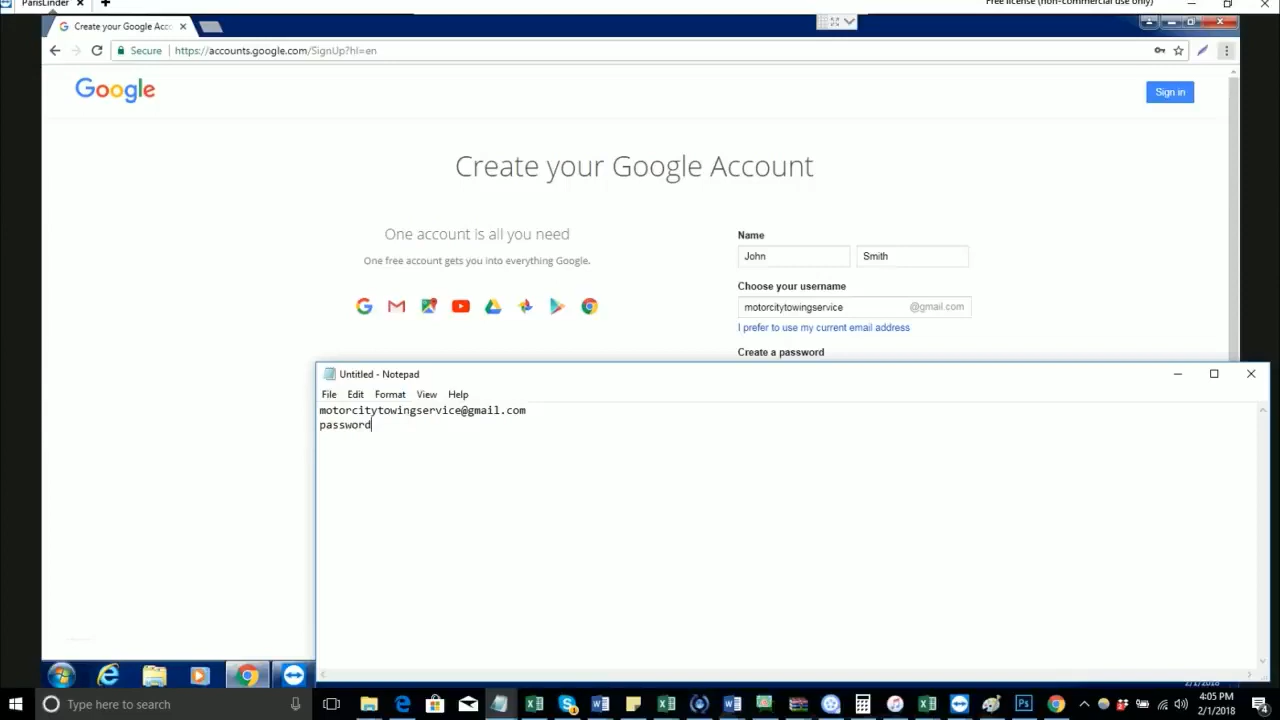 ParisLinder
Free license (non-commercial use only)
Create your Google Acc
Secure https://accounts.google.com/SignUp?hl=en
Google
Sign in
Create your Google Account
One account is all you need
One free account gets you into everything Google.
Name
John Smith
Choose your username
motorcitytowingservice @gmail.com
I prefer to use my current email address
Create a password
Untitled - Notepad
File Edit Format View Help
motorcitytowingservice@gmail.com
password
2/1/2018
Type here to search
4:05 PM
2/1/2018